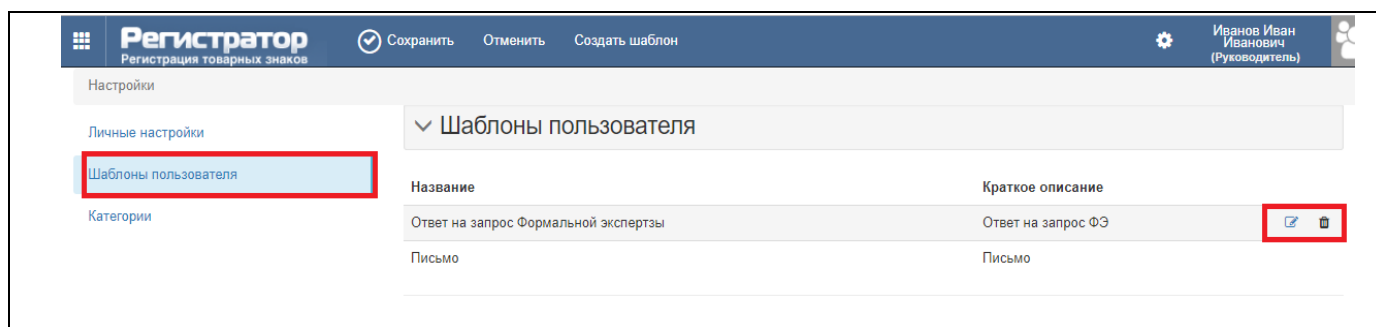 Регистратор
Регистрация товарных знаков
Сохранить Отменить Создать шаблон
Иванов Иван
Иванович
(Руководитель)
Настройки
Личные настройки
Шаблоны пользователя
Категории
Шаблоны пользователя
Название Краткое описание
Ответ на запрос Формальной экспертзы Ответ на запрос ФЭ
Письмо Письмо